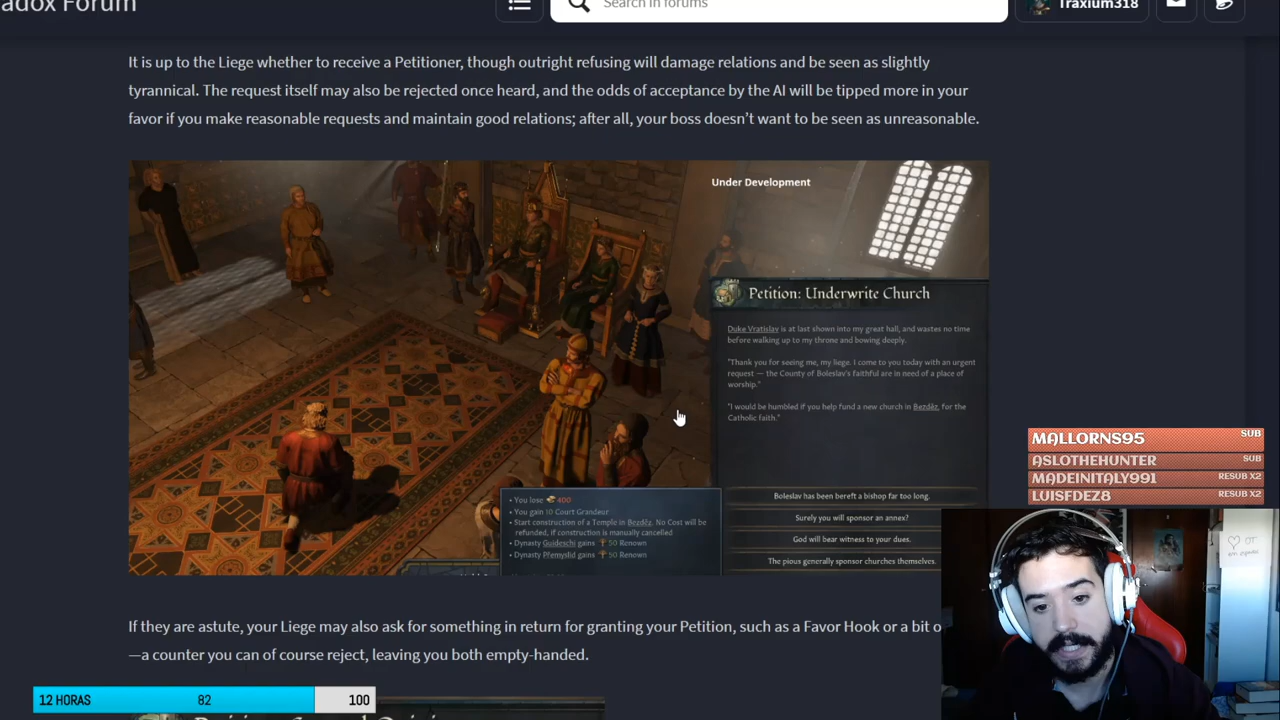 adox Forum
Search in forums
Traxium318
It is up to the Liege whether to receive a Petitioner, though outright refusing will damage relations and be seen as slightly
tyrannical. The request itself may also be rejected once heard, and the odds of acceptance by the AI will be tipped more in your
favor if you make reasonable requests and maintain good relations; after all, your boss doesn’t want to be seen as unreasonable.
Under Development
Petition: Underwrite Church
Duke Vratislav is at last shown into my great hall, and wastes no time
before walking up to my throne and bowing deeply.
"Thank you for seeing me, my liege. I come to you today with an urgent
request — the County of Boleslav's faithful are in need of a place of
worship."
"I would be humbled if you help fund a new church in Bezděz, for the
Catholic faith."
Boleslav has been bereft a bishop far too long.
Surely you will sponsor an annex?
God will bear witness to your dues.
The pious generally sponsor churches themselves.
• You lose 400
• You gain 10 Court Grandeur
• Start construction of a Temple in Bezděz. No Cost will be
refunded, if construction is manually cancelled
• Dynasty Guideschi gains 50 Renown
• Dynasty Přemyslid gains 50 Renown
MALLORNS95 SUB
ASLOTHEHUNTER SUB
MADEINITALY991 RESUB X2
LUISFDEZ8 RESUB X2
If they are astute, your Liege may also ask for something in return for granting your Petition, such as a Favor Hook or a bit o
—a counter you can of course reject, leaving you both empty-handed.
12 HORAS 82 100